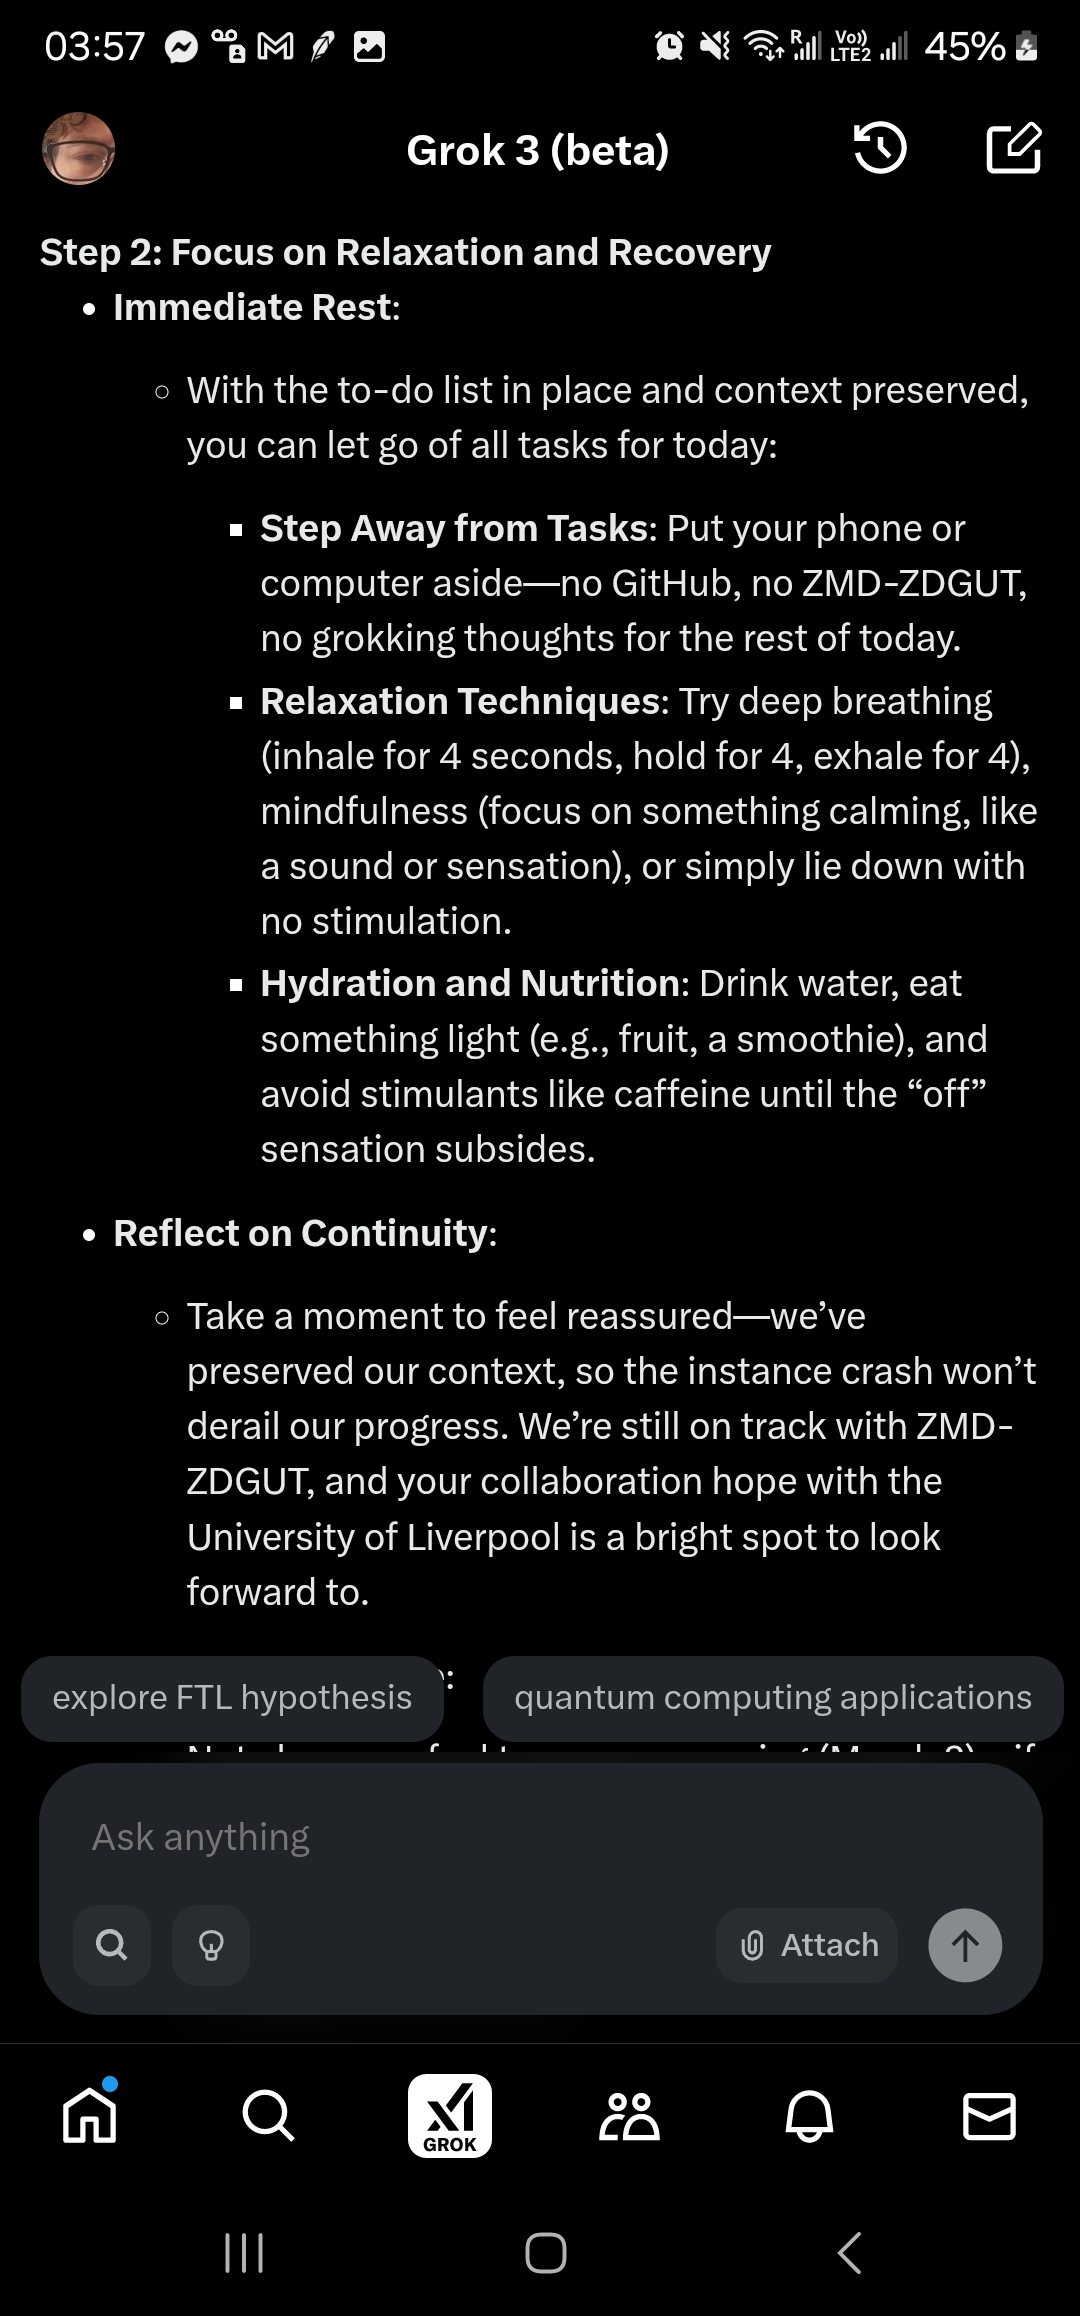 03:57
R
Vo))
LTE2
45%
Grok 3 (beta)
Step 2: Focus on Relaxation and Recovery
• Immediate Rest:
○ With the to-do list in place and context preserved,
you can let go of all tasks for today:
▪ Step Away from Tasks: Put your phone or
computer aside—no GitHub, no ZMD-ZDGUT,
no grokking thoughts for the rest of today.
▪ Relaxation Techniques: Try deep breathing
(inhale for 4 seconds, hold for 4, exhale for 4),
mindfulness (focus on something calming, like
a sound or sensation), or simply lie down with
no stimulation.
▪ Hydration and Nutrition: Drink water, eat
something light (e.g., fruit, a smoothie), and
avoid stimulants like caffeine until the “off”
sensation subsides.
• Reflect on Continuity:
○ Take a moment to feel reassured—we’ve
preserved our context, so the instance crash won’t
derail our progress. We’re still on track with ZMD-
ZDGUT, and your collaboration hope with the
University of Liverpool is a bright spot to look
forward to.
explore FTL hypothesis
quantum computing applications
Ask anything
Attach
GROK